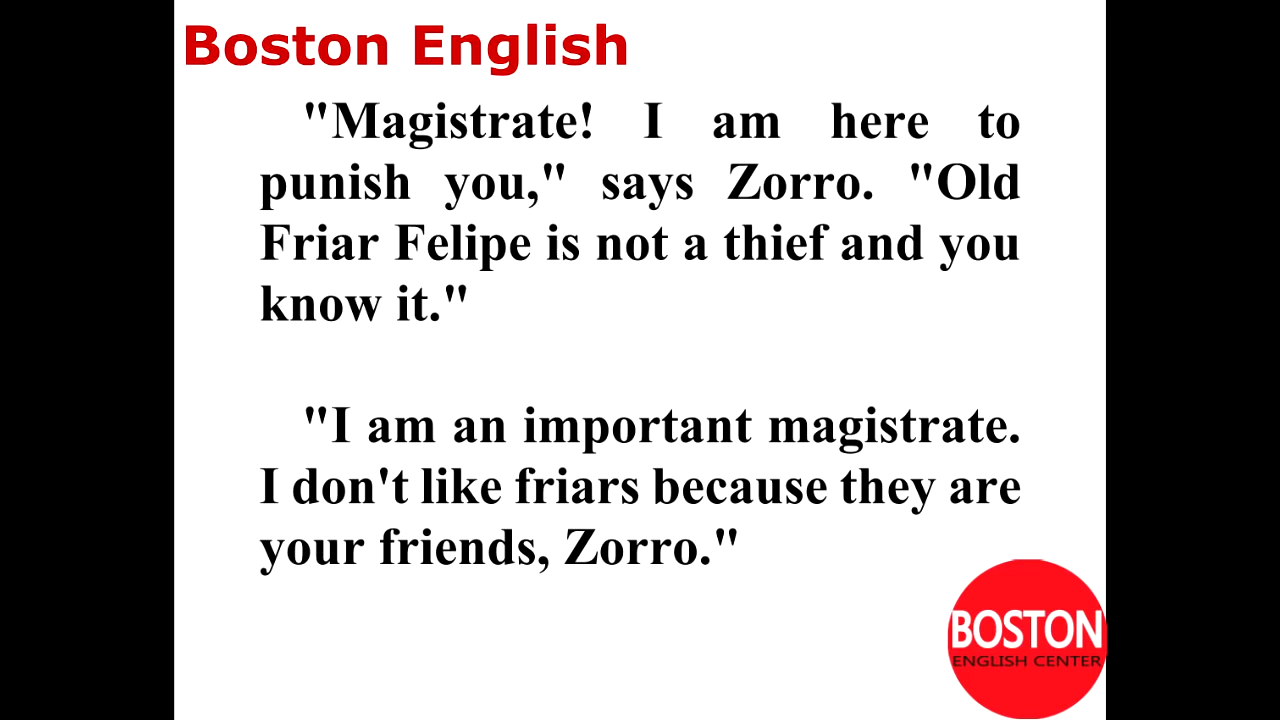 Boston English
"Magistrate! I am here to
punish you," says Zorro. "Old
Friar Felipe is not a thief and you
know it."
"I am an important magistrate.
I don't like friars because they are
your friends, Zorro."
BOSTON
ENGLISH CENTER